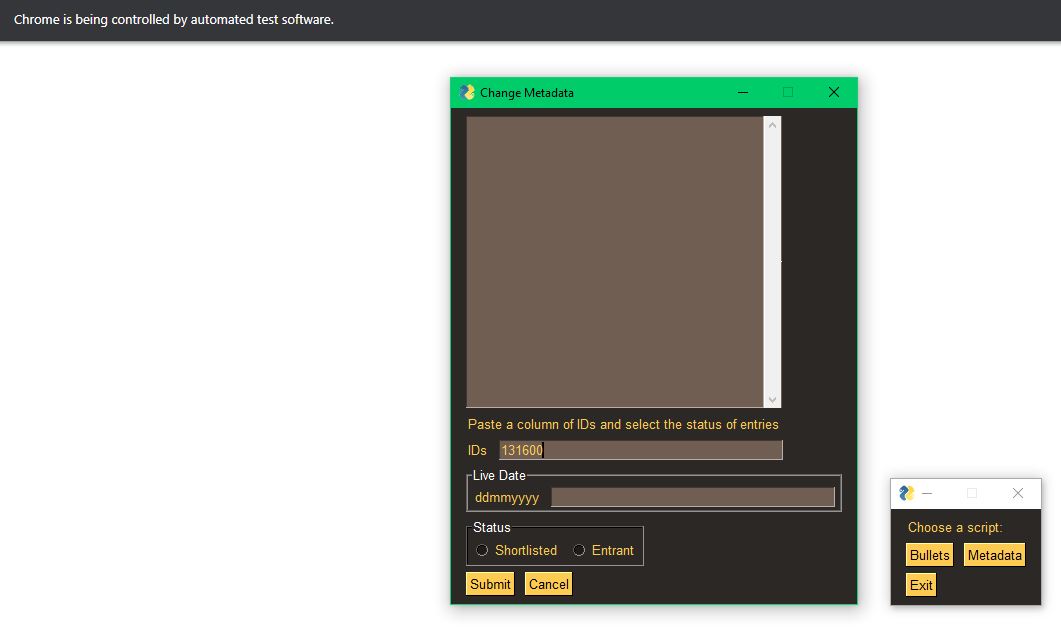 Chrome is being controlled by automated test software.
Change Metadata
Paste a column of IDs and select the status of entries
IDs 131600
Live Date
ddmmyyyy
Status
Shortlisted Entrant
Submit Cancel
Choose a script:
Bullets Metadata
Exit